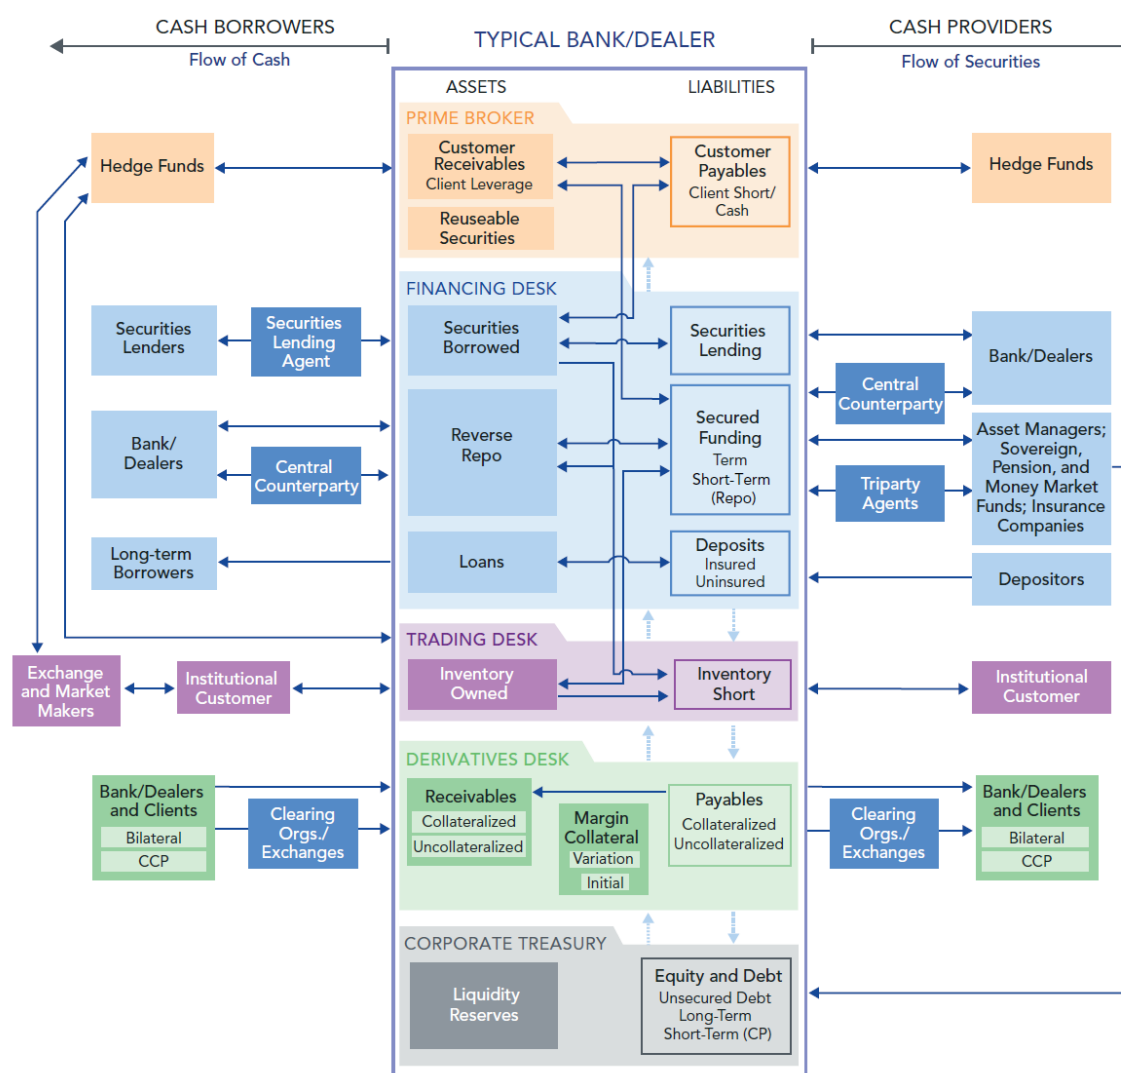 CASH BORROWERS
Flow of Cash
TYPICAL BANK/DEALER
CASH PROVIDERS
Flow of Securities
ASSETS
LIABILITIES
PRIME BROKER
Hedge Funds
Customer
Receivables
Client Leverage
Reuseable
Securities
Customer
Payables
Client Short/
Cash
Hedge Funds
FINANCING DESK
Securities
Lenders
Securities
Lending
Agent
Securities
Borrowed
Securities
Lending
Bank/Dealers
Central
Counterparty
Bank/
Dealers
Central
Counterparty
Reverse
Repo
Secured
Funding
Term
Short-Term
(Repo)
Triparty
Agents
Asset Managers;
Sovereign,
Pension, and
Money Market
Funds; Insurance
Companies
Long-term
Borrowers
Loans
Deposits
Insured
Uninsured
Depositors
TRADING DESK
Exchange
and Market
Makers
Institutional
Customer
Inventory
Owned
Inventory
Short
Institutional
Customer
DERIVATIVES DESK
Bank/Dealers
and Clients
Bilateral
CCP
Clearing
Orgs./
Exchanges
Receivables
Collateralized
Uncollateralized
Margin
Collateral
Variation
Initial
Payables
Collateralized
Uncollateralized
Clearing
Orgs./
Exchanges
Bank/Dealers
and Clients
Bilateral
CCP
CORPORATE TREASURY
Liquidity
Reserves
Equity and Debt
Unsecured Debt
Long-Term
Short-Term (CP)